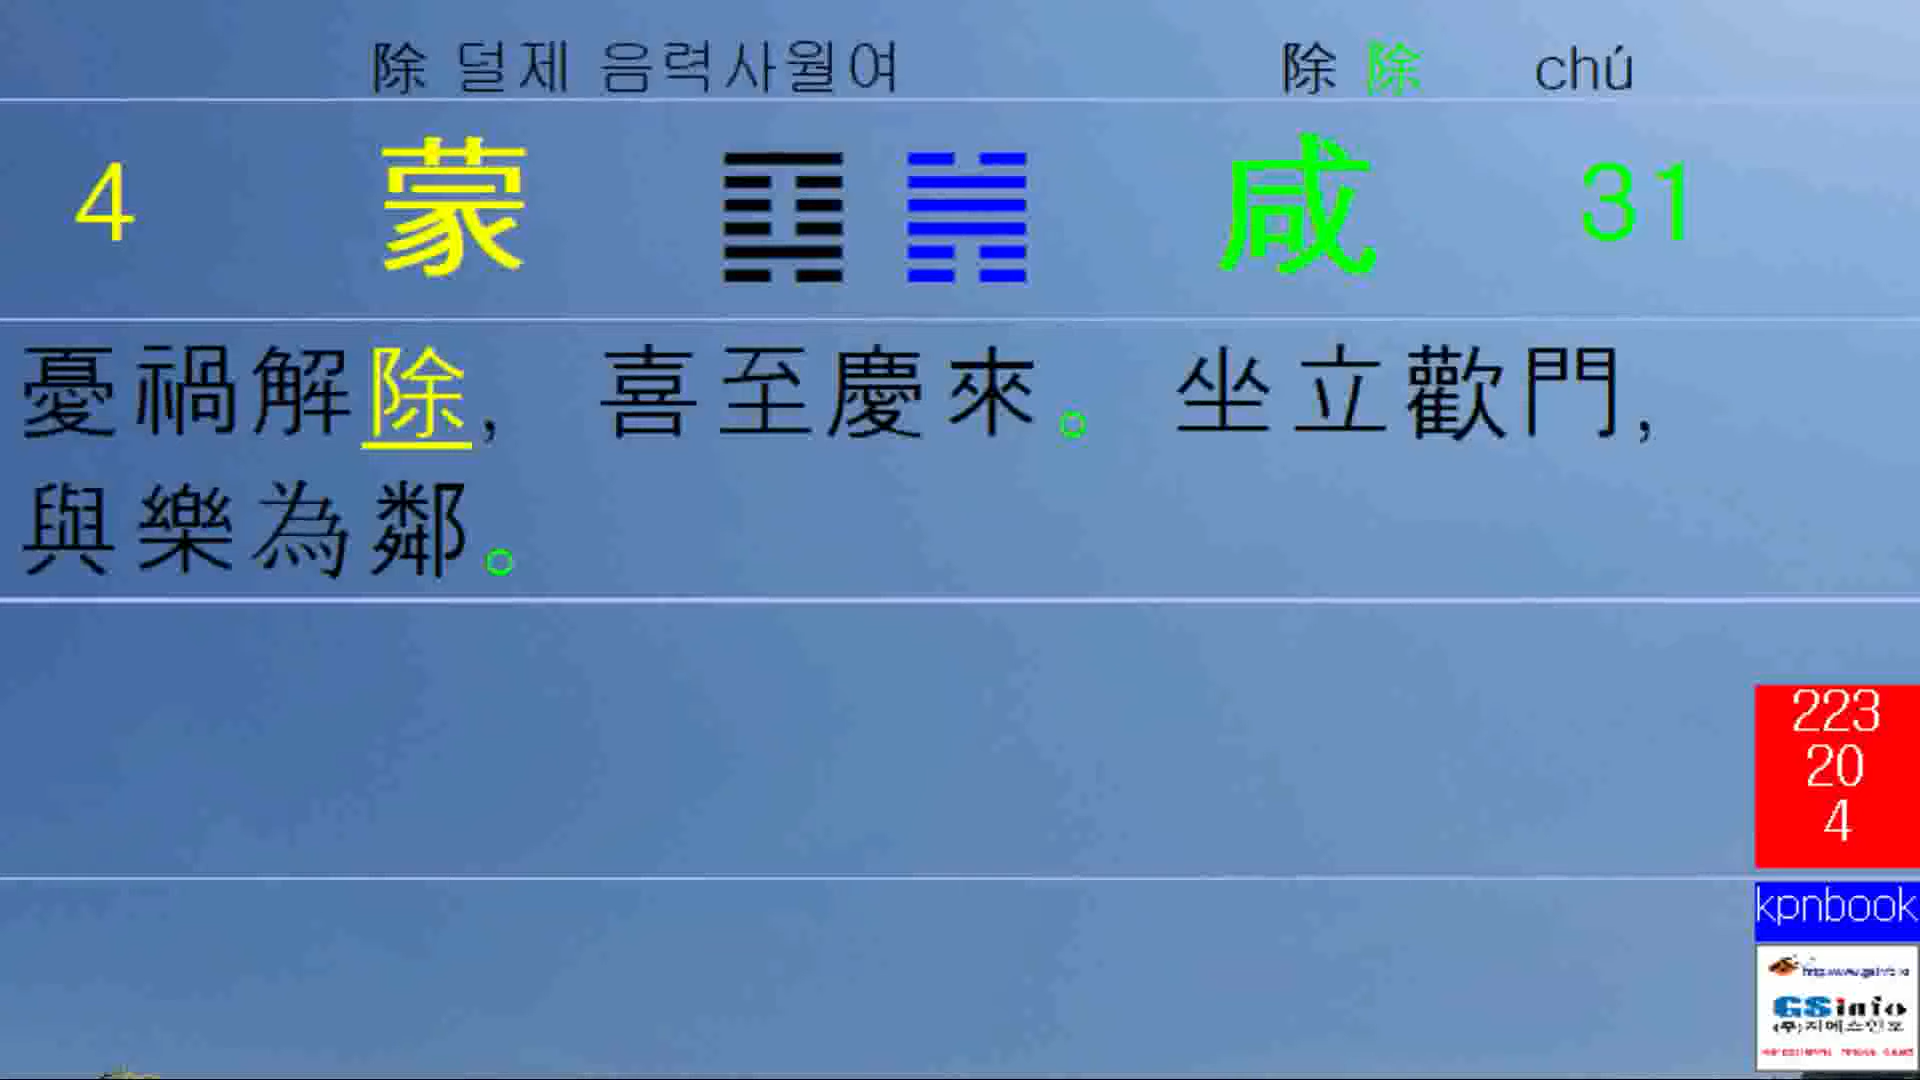 除 덜제 음력사월여 除 除 chú
4 蒙 咸 31
憂禍解除, 喜至慶來。 坐立歡門,
與樂為鄰。
223
20
4
kpnbook
GSinfo
(주)지에스인포